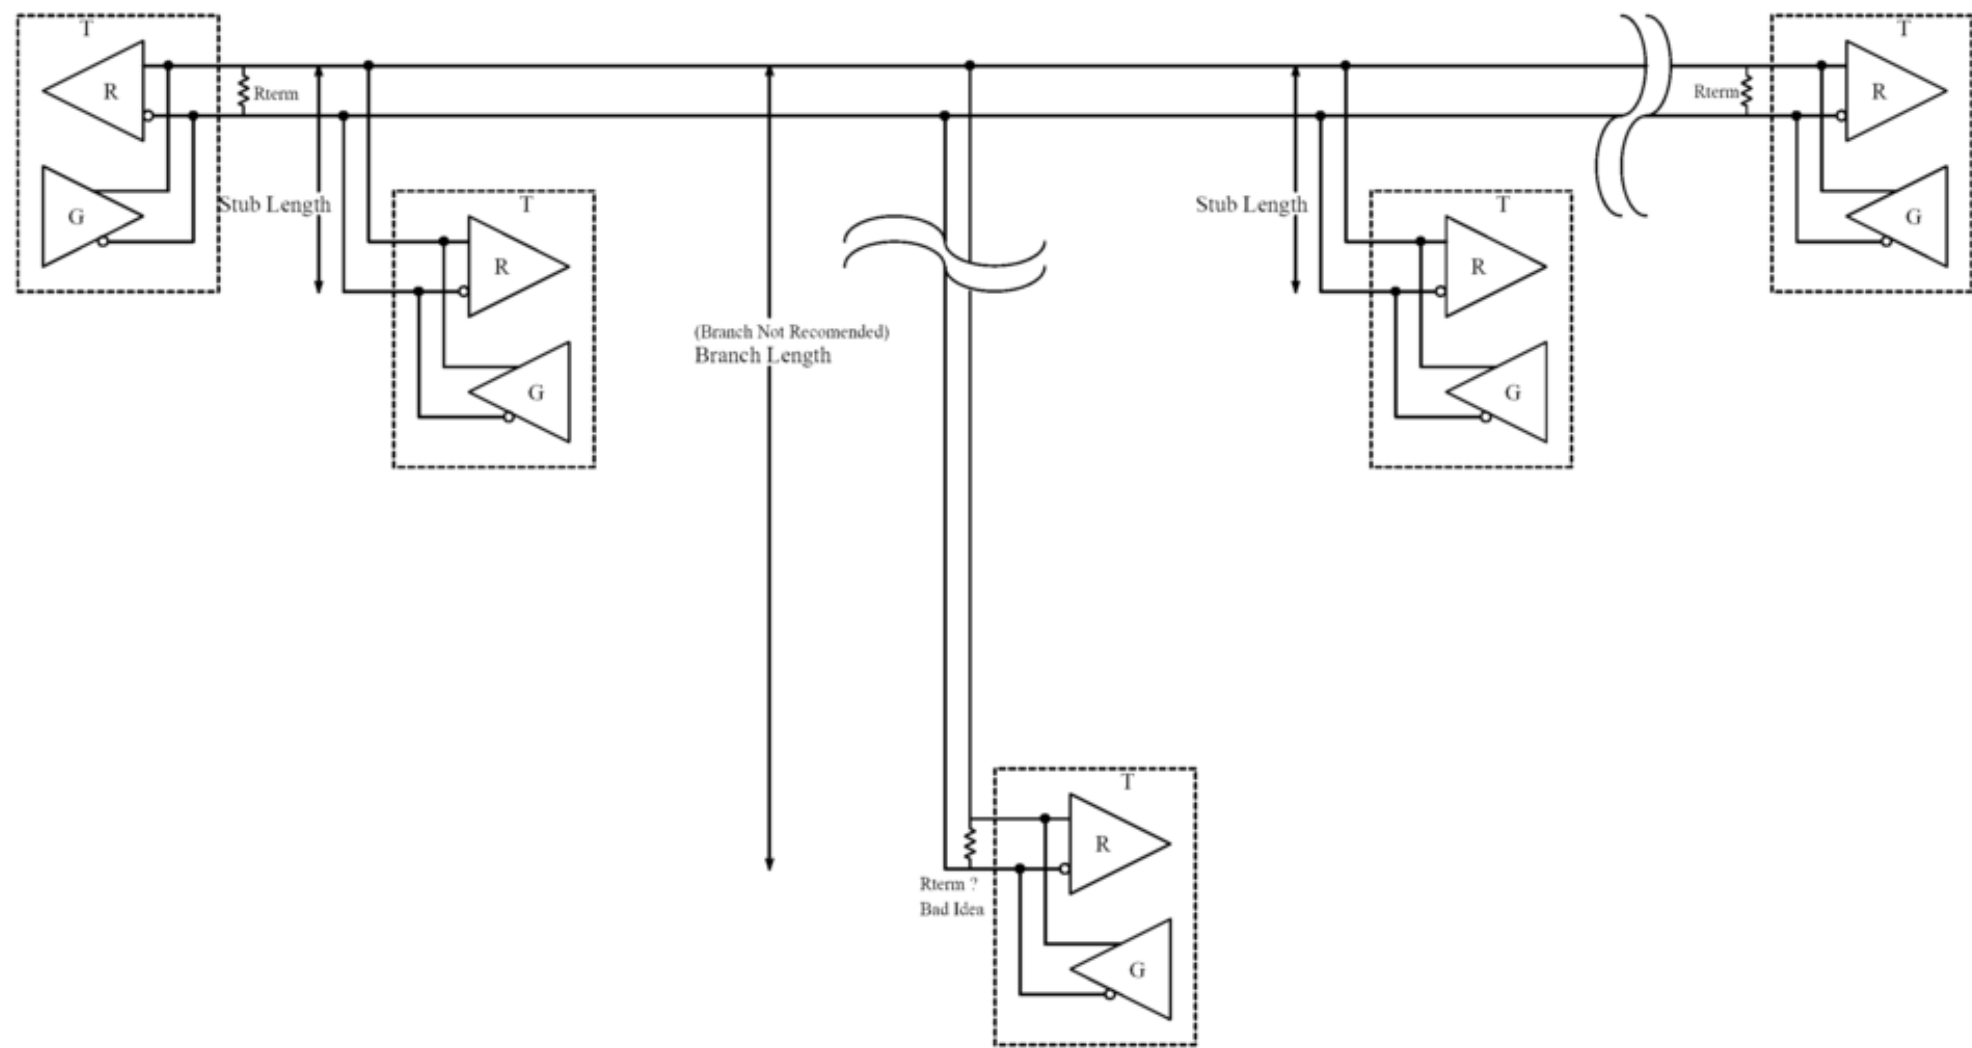 T
R
Rterm
G
Stub Length
T
R
G
(Branch Not Recomended)
Branch Length
Stub Length
T
R
G
Rterm
T
R
G
T
R
Rterm ?
Bad Idea
G